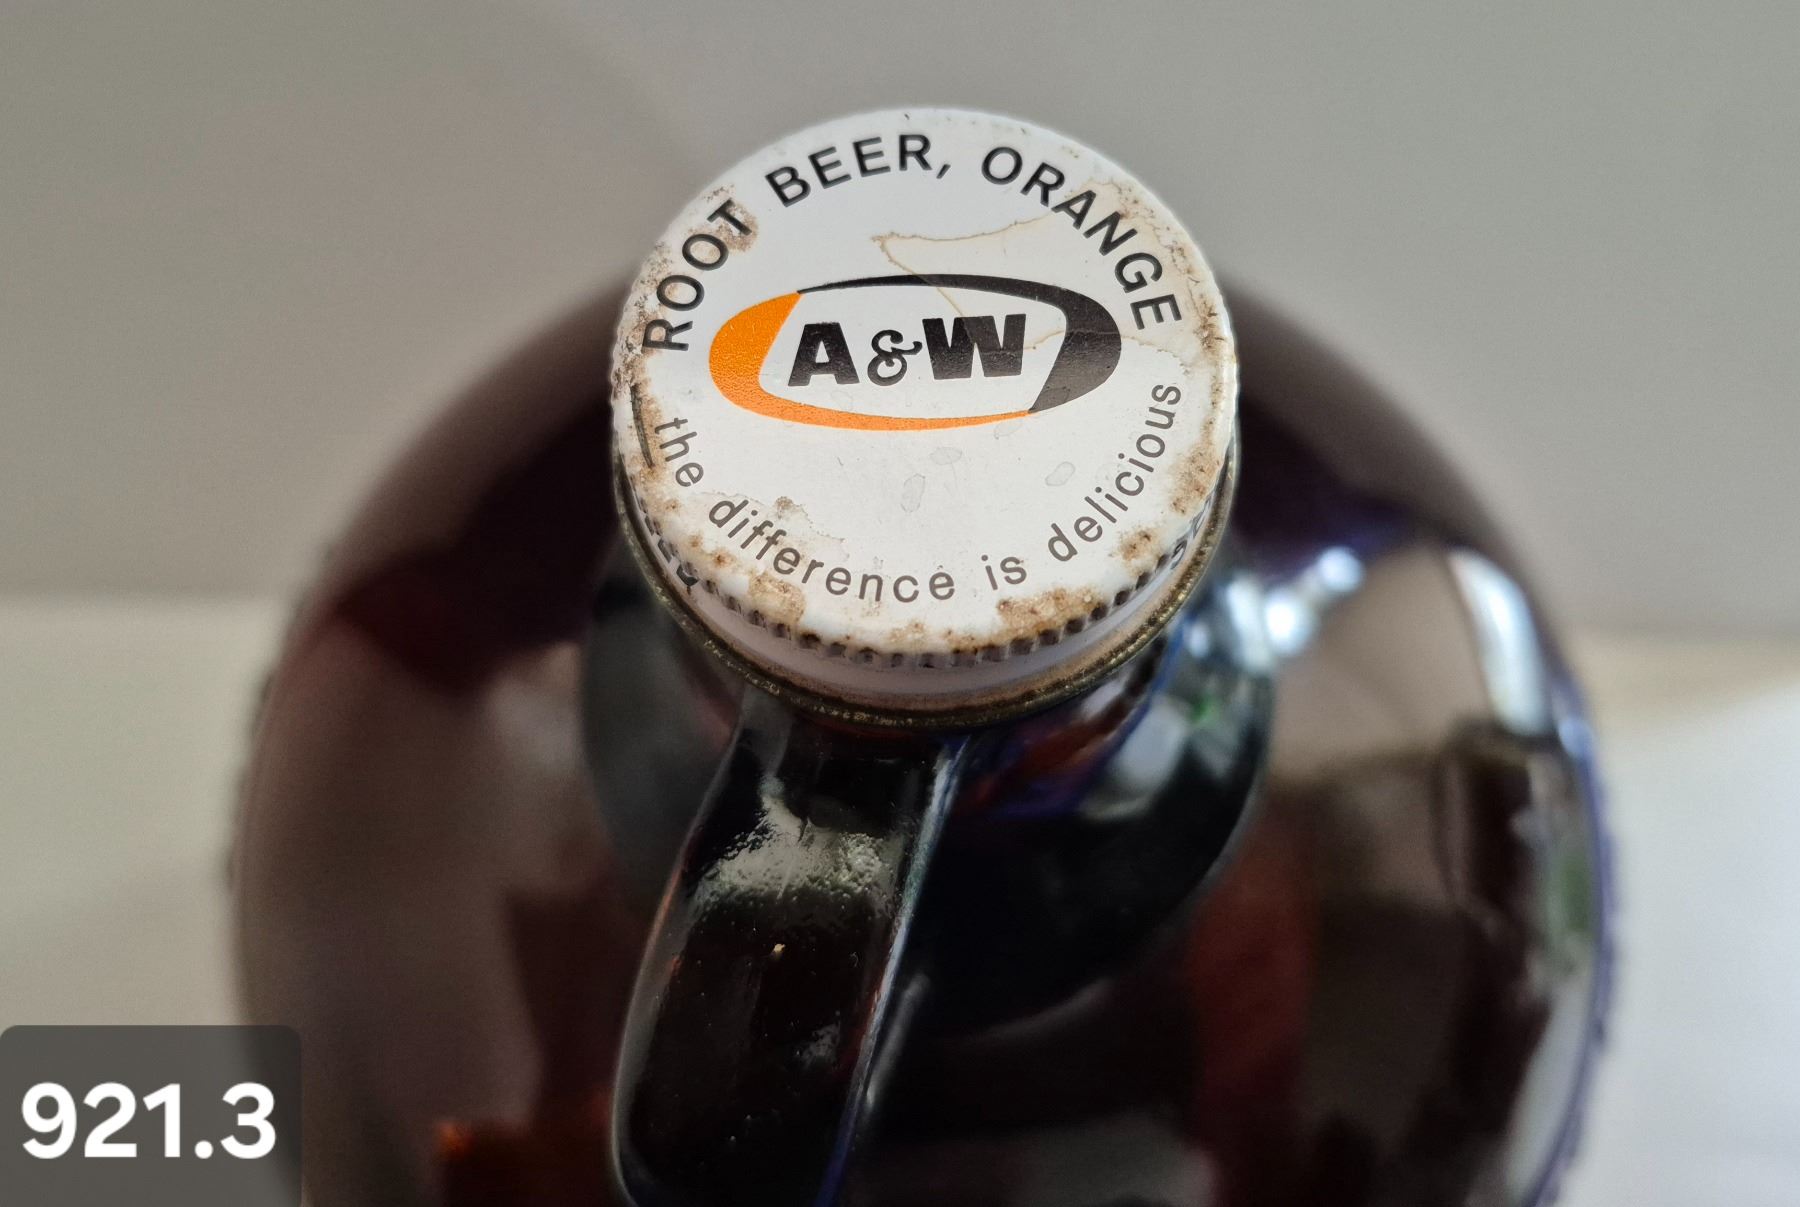 ROOT BEER, ORANGE
A&W
the difference is delicious
921.3